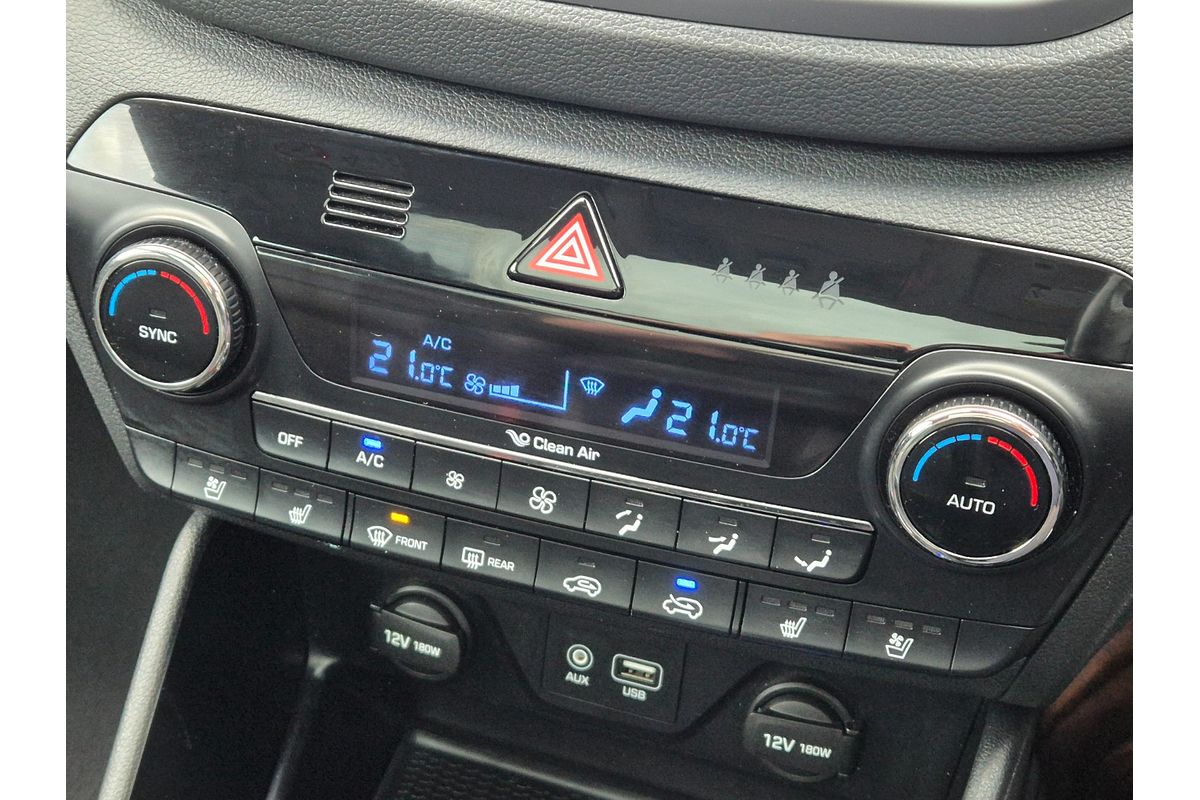 SYNC
A/C
21.0°C
21.0°C
Clean Air
OFF
A/C
AUTO
FRONT
REAR
12V 180W
AUX
USB
12V 180W